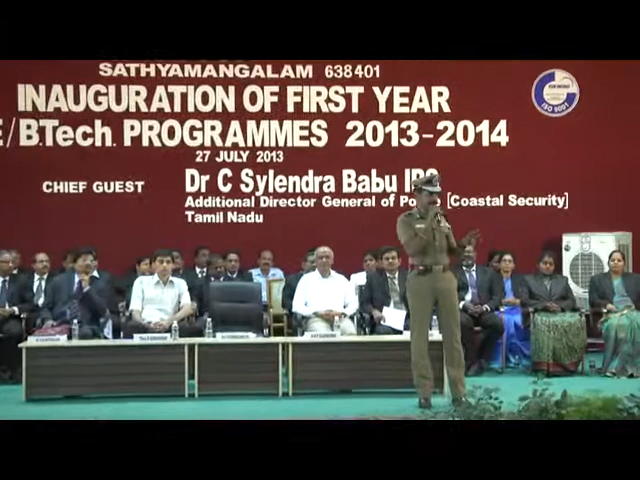 SATHYAMANGALAM 638401
INAUGURATION OF FIRST YEAR
/B.Tech. PROGRAMMES 2013-2014
27 JULY 2013
CHIEF GUEST
Dr C Sylendra Babu IPS
Additional Director General of Police [Coastal Security]
Tamil Nadu